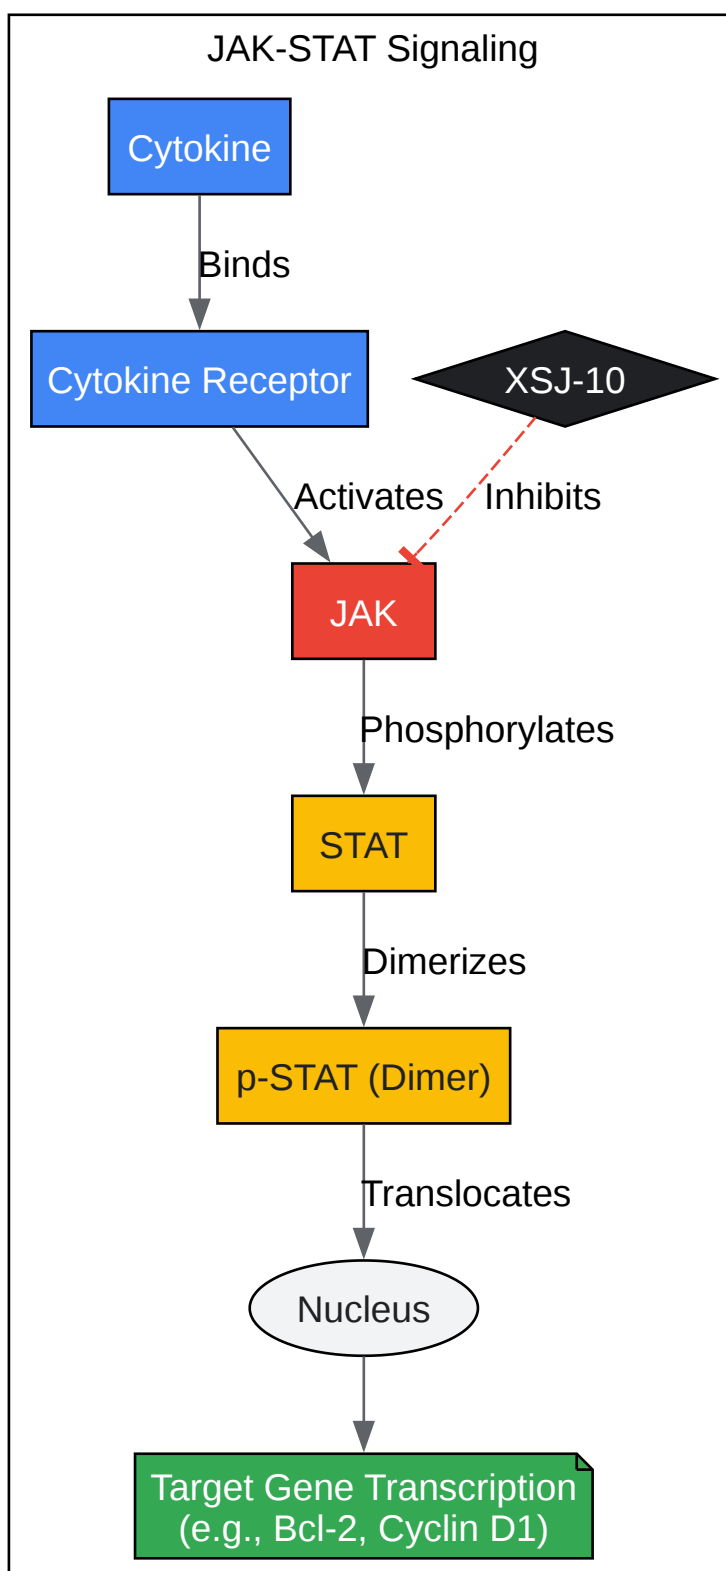 JAK-STAT Signaling
Cytokine
Binds
Cytokine Receptor
XSJ-10
Activates
Inhibits
JAK
Phosphorylates
STAT
Dimerizes
p-STAT (Dimer)
Translocates
Nucleus
Target Gene Transcription
(e.g., Bcl-2, Cyclin D1)